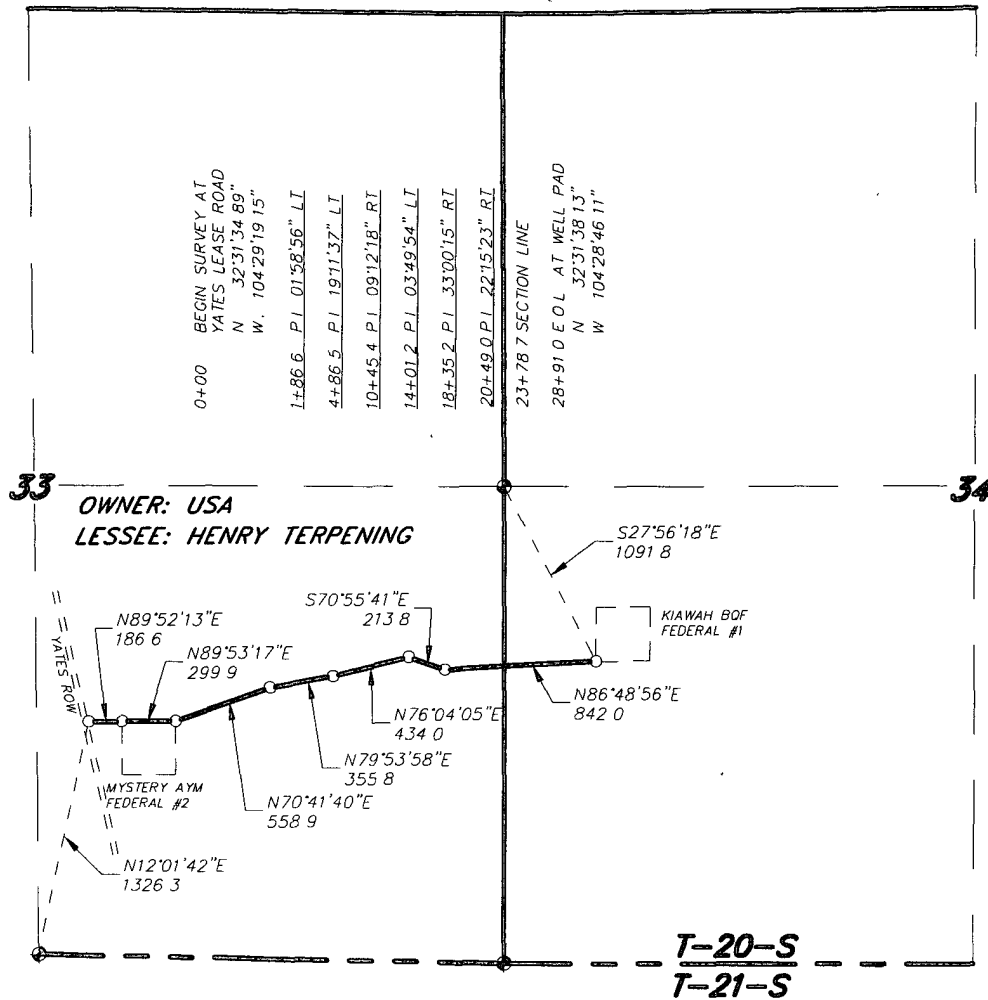 0+00 BEGIN SURVEY AT
YATES LEASE ROAD
N 32°31'34 89"
W. 104°29'19 15"
1+86 6 P I 01°58'56" LT
4+86 5 P I 19°11'37" LT
10+45 4 P I 09°12'18" RT
14+01 2 P I 03°49'54" LT
18+35 2 P I 33°00'15" RT
20+49 0 P I 22°15'23" RT
23+78 7 SECTION LINE
28+91 0 E O L AT WELL PAD
N 32°31'38 13"
W 104°28'46 11"
33
34
OWNER: USA
LESSEE: HENRY TERPENING
S27°56'18"E
1091 8
S70°55'41"E
213 8
KIAWAH BQF
FEDERAL #1
N89°52'13"E
186 6
N89°53'17"E
299 9
YATES ROW
N86°48'56"E
842 0
N76°04'05"E
434 0
N79°53'58"E
355 8
MYSTERY AYM
FEDERAL #2
N70°41'40"E
558 9
N12°01'42"E
1326 3
T-20-S
T-21-S